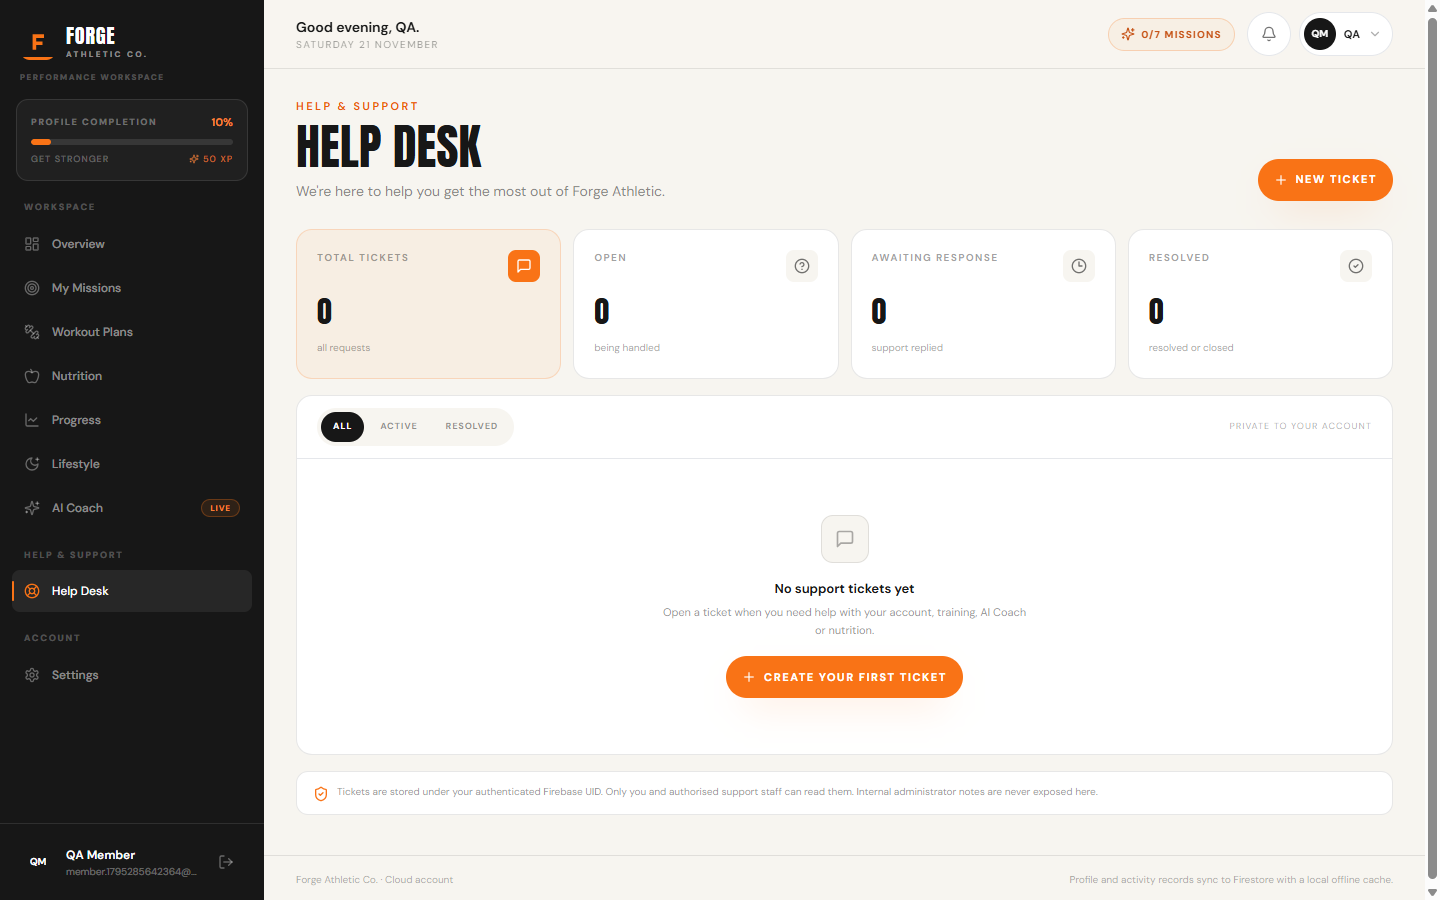 F
FORGE
ATHLETIC CO.
PERFORMANCE WORKSPACE
PROFILE COMPLETION 10%
GET STRONGER 50 XP
WORKSPACE
Overview
My Missions
Workout Plans
Nutrition
Progress
Lifestyle
AI Coach LIVE
HELP & SUPPORT
Help Desk
ACCOUNT
Settings
QM
QA Member
member.1795285642364@...
Good evening, QA.
SATURDAY 21 NOVEMBER
0/7 MISSIONS
QM QA
HELP & SUPPORT
HELP DESK
We're here to help you get the most out of Forge Athletic.
+ NEW TICKET
TOTAL TICKETS
0
all requests
OPEN
0
being handled
AWAITING RESPONSE
0
support replied
RESOLVED
0
resolved or closed
ALL ACTIVE RESOLVED
PRIVATE TO YOUR ACCOUNT
No support tickets yet
Open a ticket when you need help with your account, training, AI Coach
or nutrition.
+ CREATE YOUR FIRST TICKET
Tickets are stored under your authenticated Firebase UID. Only you and authorised support staff can read them. Internal administrator notes are never exposed here.
Forge Athletic Co. · Cloud account
Profile and activity records sync to Firestore with a local offline cache.